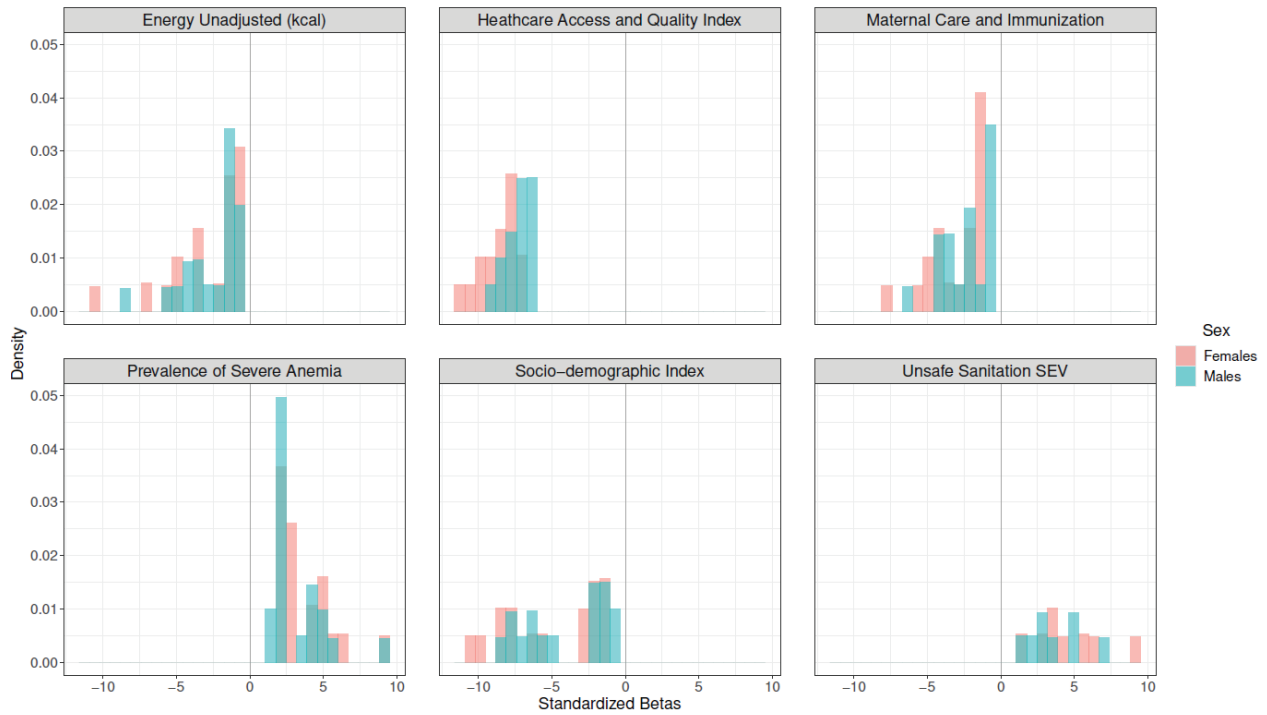 Energy Unadjusted (kcal)
Heathcare Access and Quality Index
Maternal Care and Immunization
0.05
0.04
0.03
0.02
0.01
0.00
Density
Sex
Females
Males
Prevalence of Severe Anemia
Socio−demographic Index
Unsafe Sanitation SEV
0.05
0.04
0.03
0.02
0.01
0.00
−10 −5 0 5 10
−10 −5 0 5 10
−10 −5 0 5 10
Standardized Betas